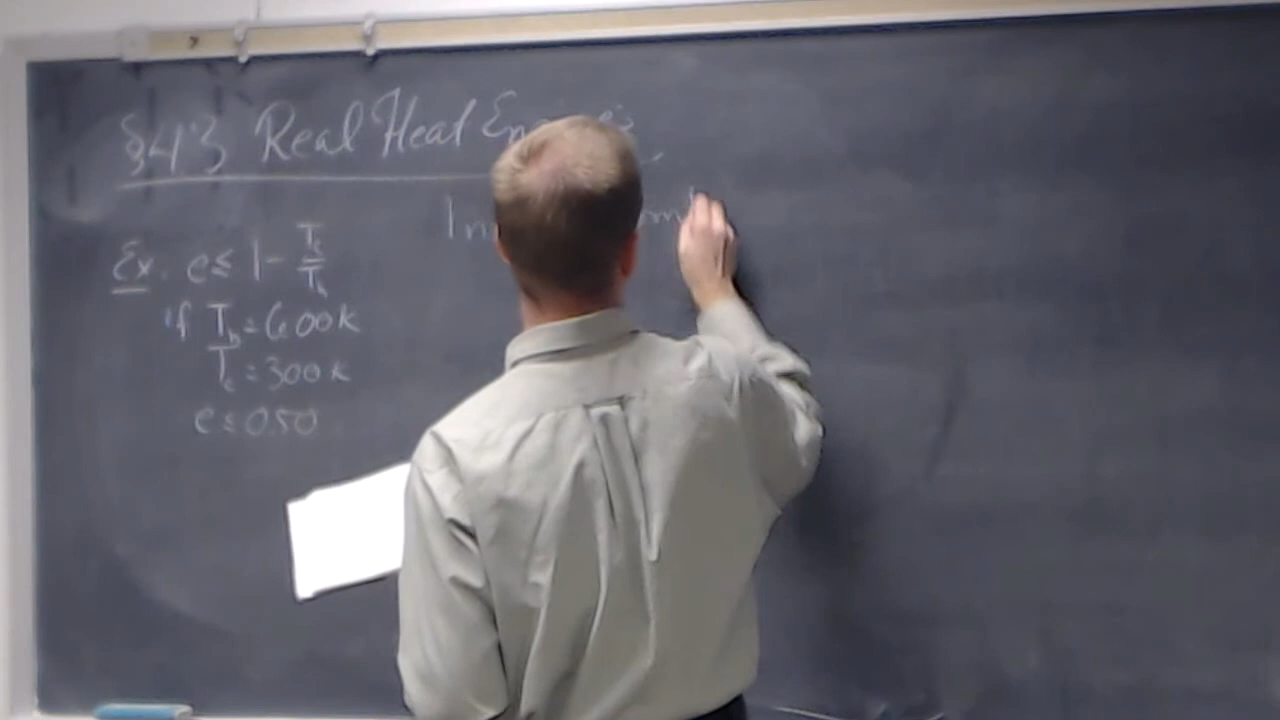 §4.3 Real Heat Engines
Ex. e ≤ 1 - Tc/Th
if Th = 600 K
Tc = 300 K
e ≤ 0.50